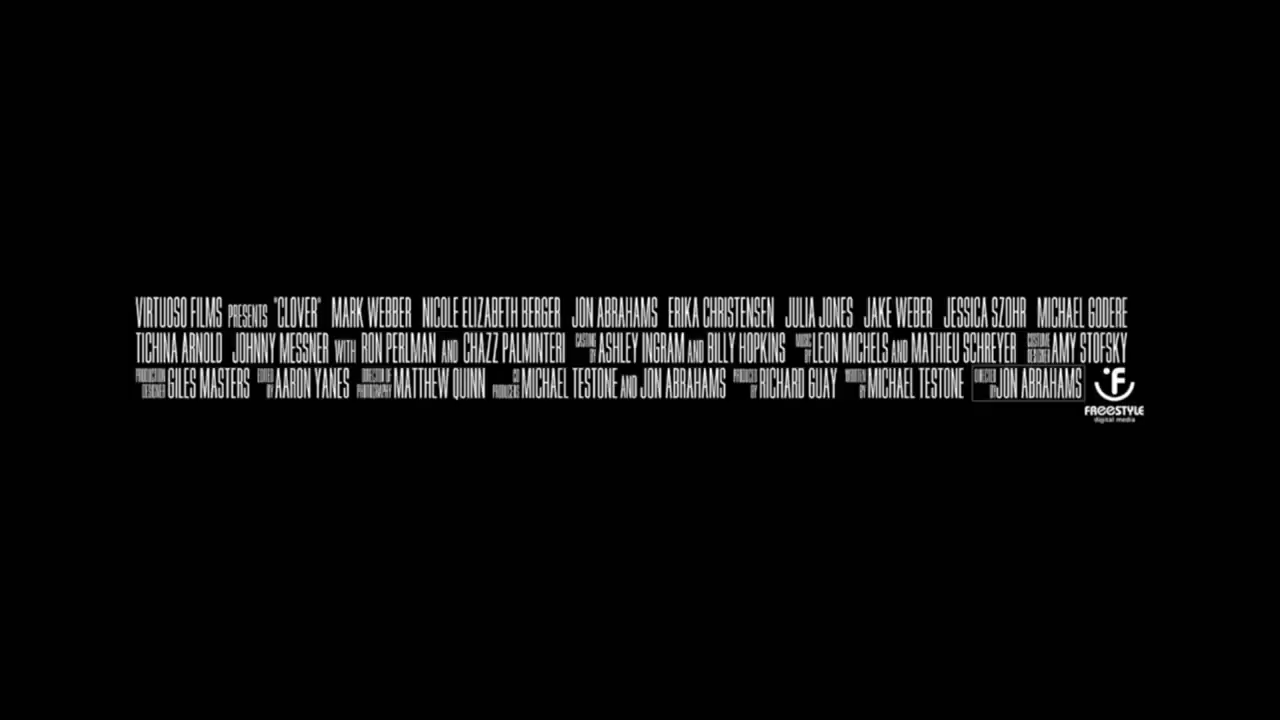 VIRTUOSO FILMS PRESENTS "CLOVER" MARK WEBBER NICOLE ELIZABETH BERGER JON ABRAHAMS ERIKA CHRISTENSEN JULIA JONES JAKE WEBER JESSICA SZOHR MICHAEL GODERE
TICHINA ARNOLD JOHNNY MESSNER WITH RON PERLMAN AND CHAZZ PALMINTERI CASTING BY ASHLEY INGRAM AND BILLY HOPKINS MUSIC BY LEON MICHELS AND MATHIEU SCHREYER COSTUME DESIGNER AMY STOFSKY
PRODUCTION DESIGNER GILES MASTERS EDITED BY AARON YANES DIRECTOR OF PHOTOGRAPHY MATTHEW QUINN CO PRODUCERS MICHAEL TESTONE AND JON ABRAHAMS PRODUCED BY RICHARD GUAY WRITTEN BY MICHAEL TESTONE DIRECTED BY JON ABRAHAMS
FREESTYLE
digital media